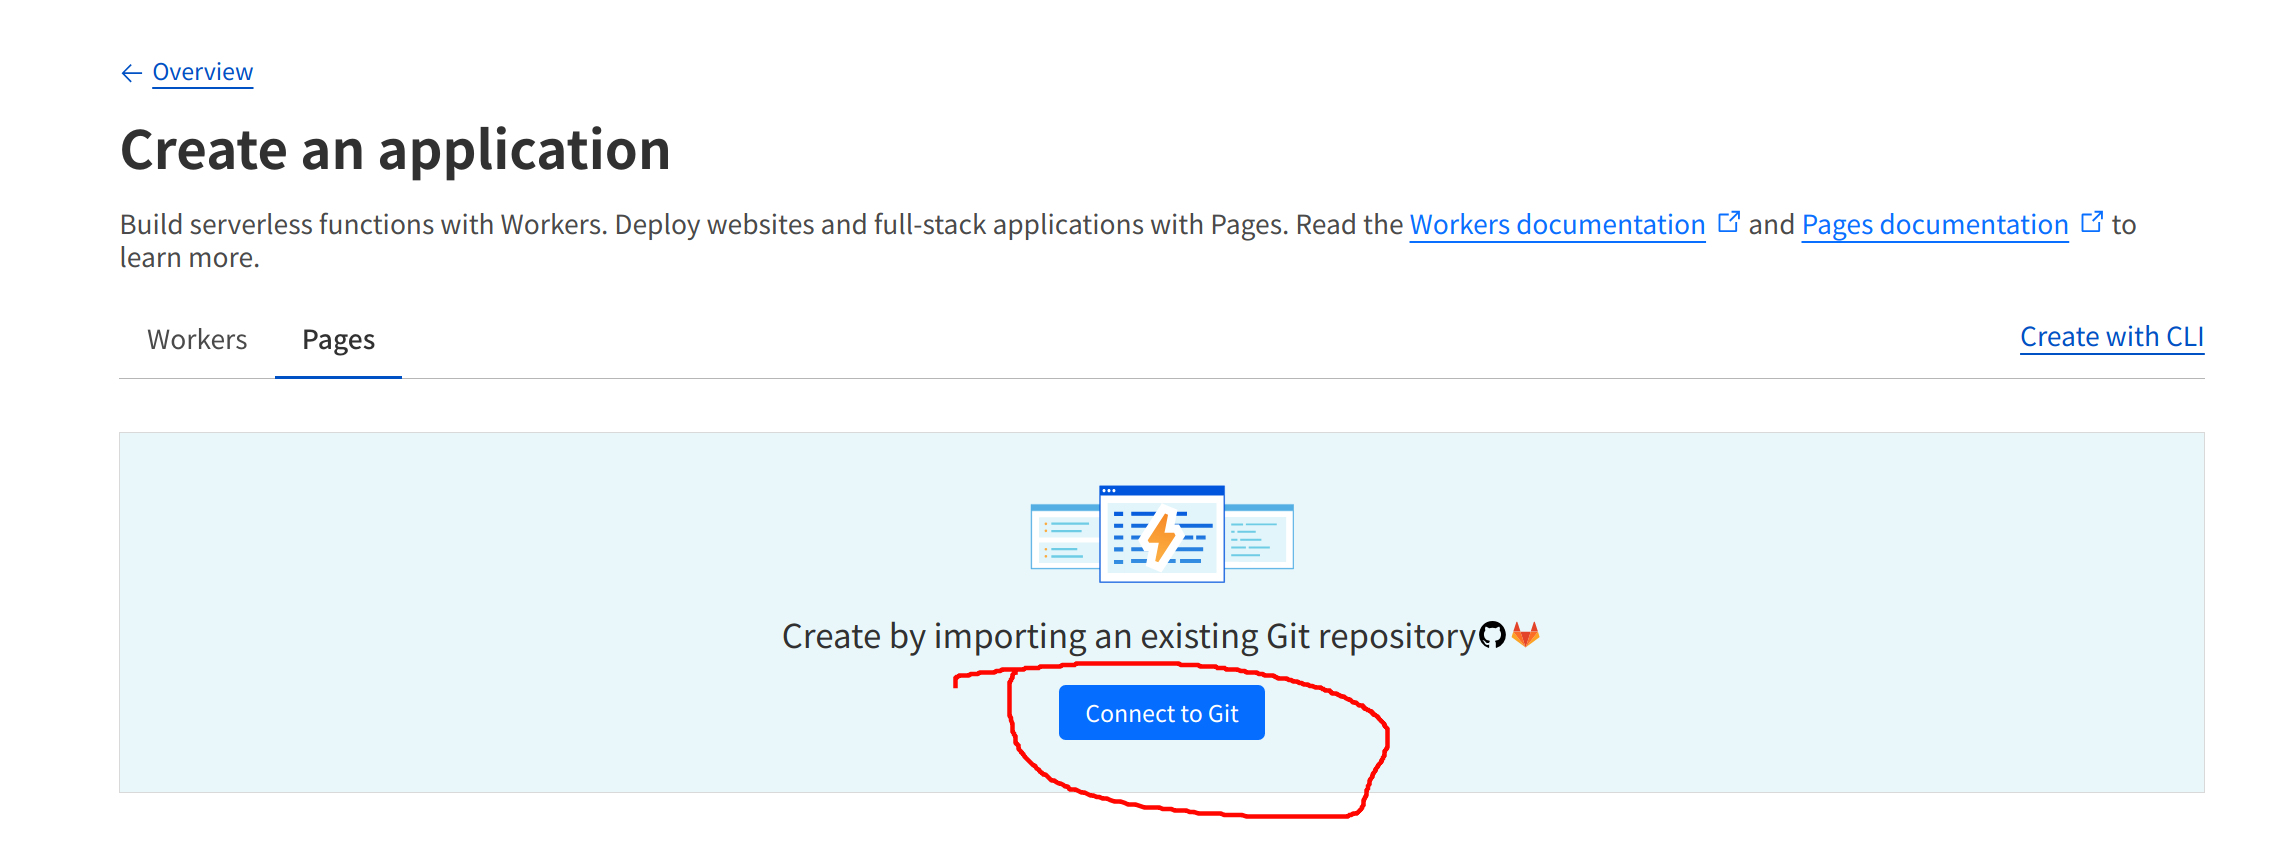 Overview
Create an application
Build serverless functions with Workers. Deploy websites and full-stack applications with Pages. Read the Workers documentation and Pages documentation to
learn more.
Workers Pages Create with CLI
Create by importing an existing Git repository
Connect to Git